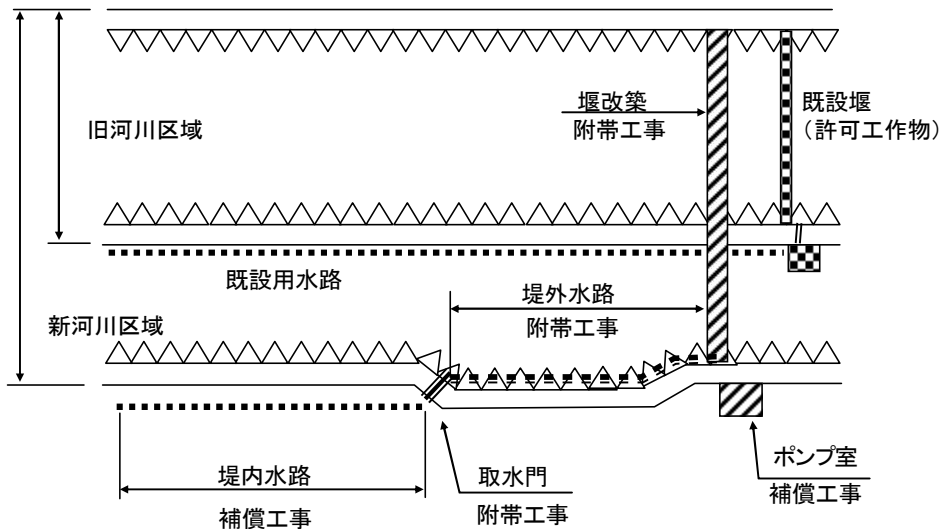 旧河川区域
堰改築
附帯工事
既設堰
（許可工作物）
既設用水路
新河川区域
堤外水路
附帯工事
堤内水路
補償工事
取水門
附帯工事
ポンプ室
補償工事